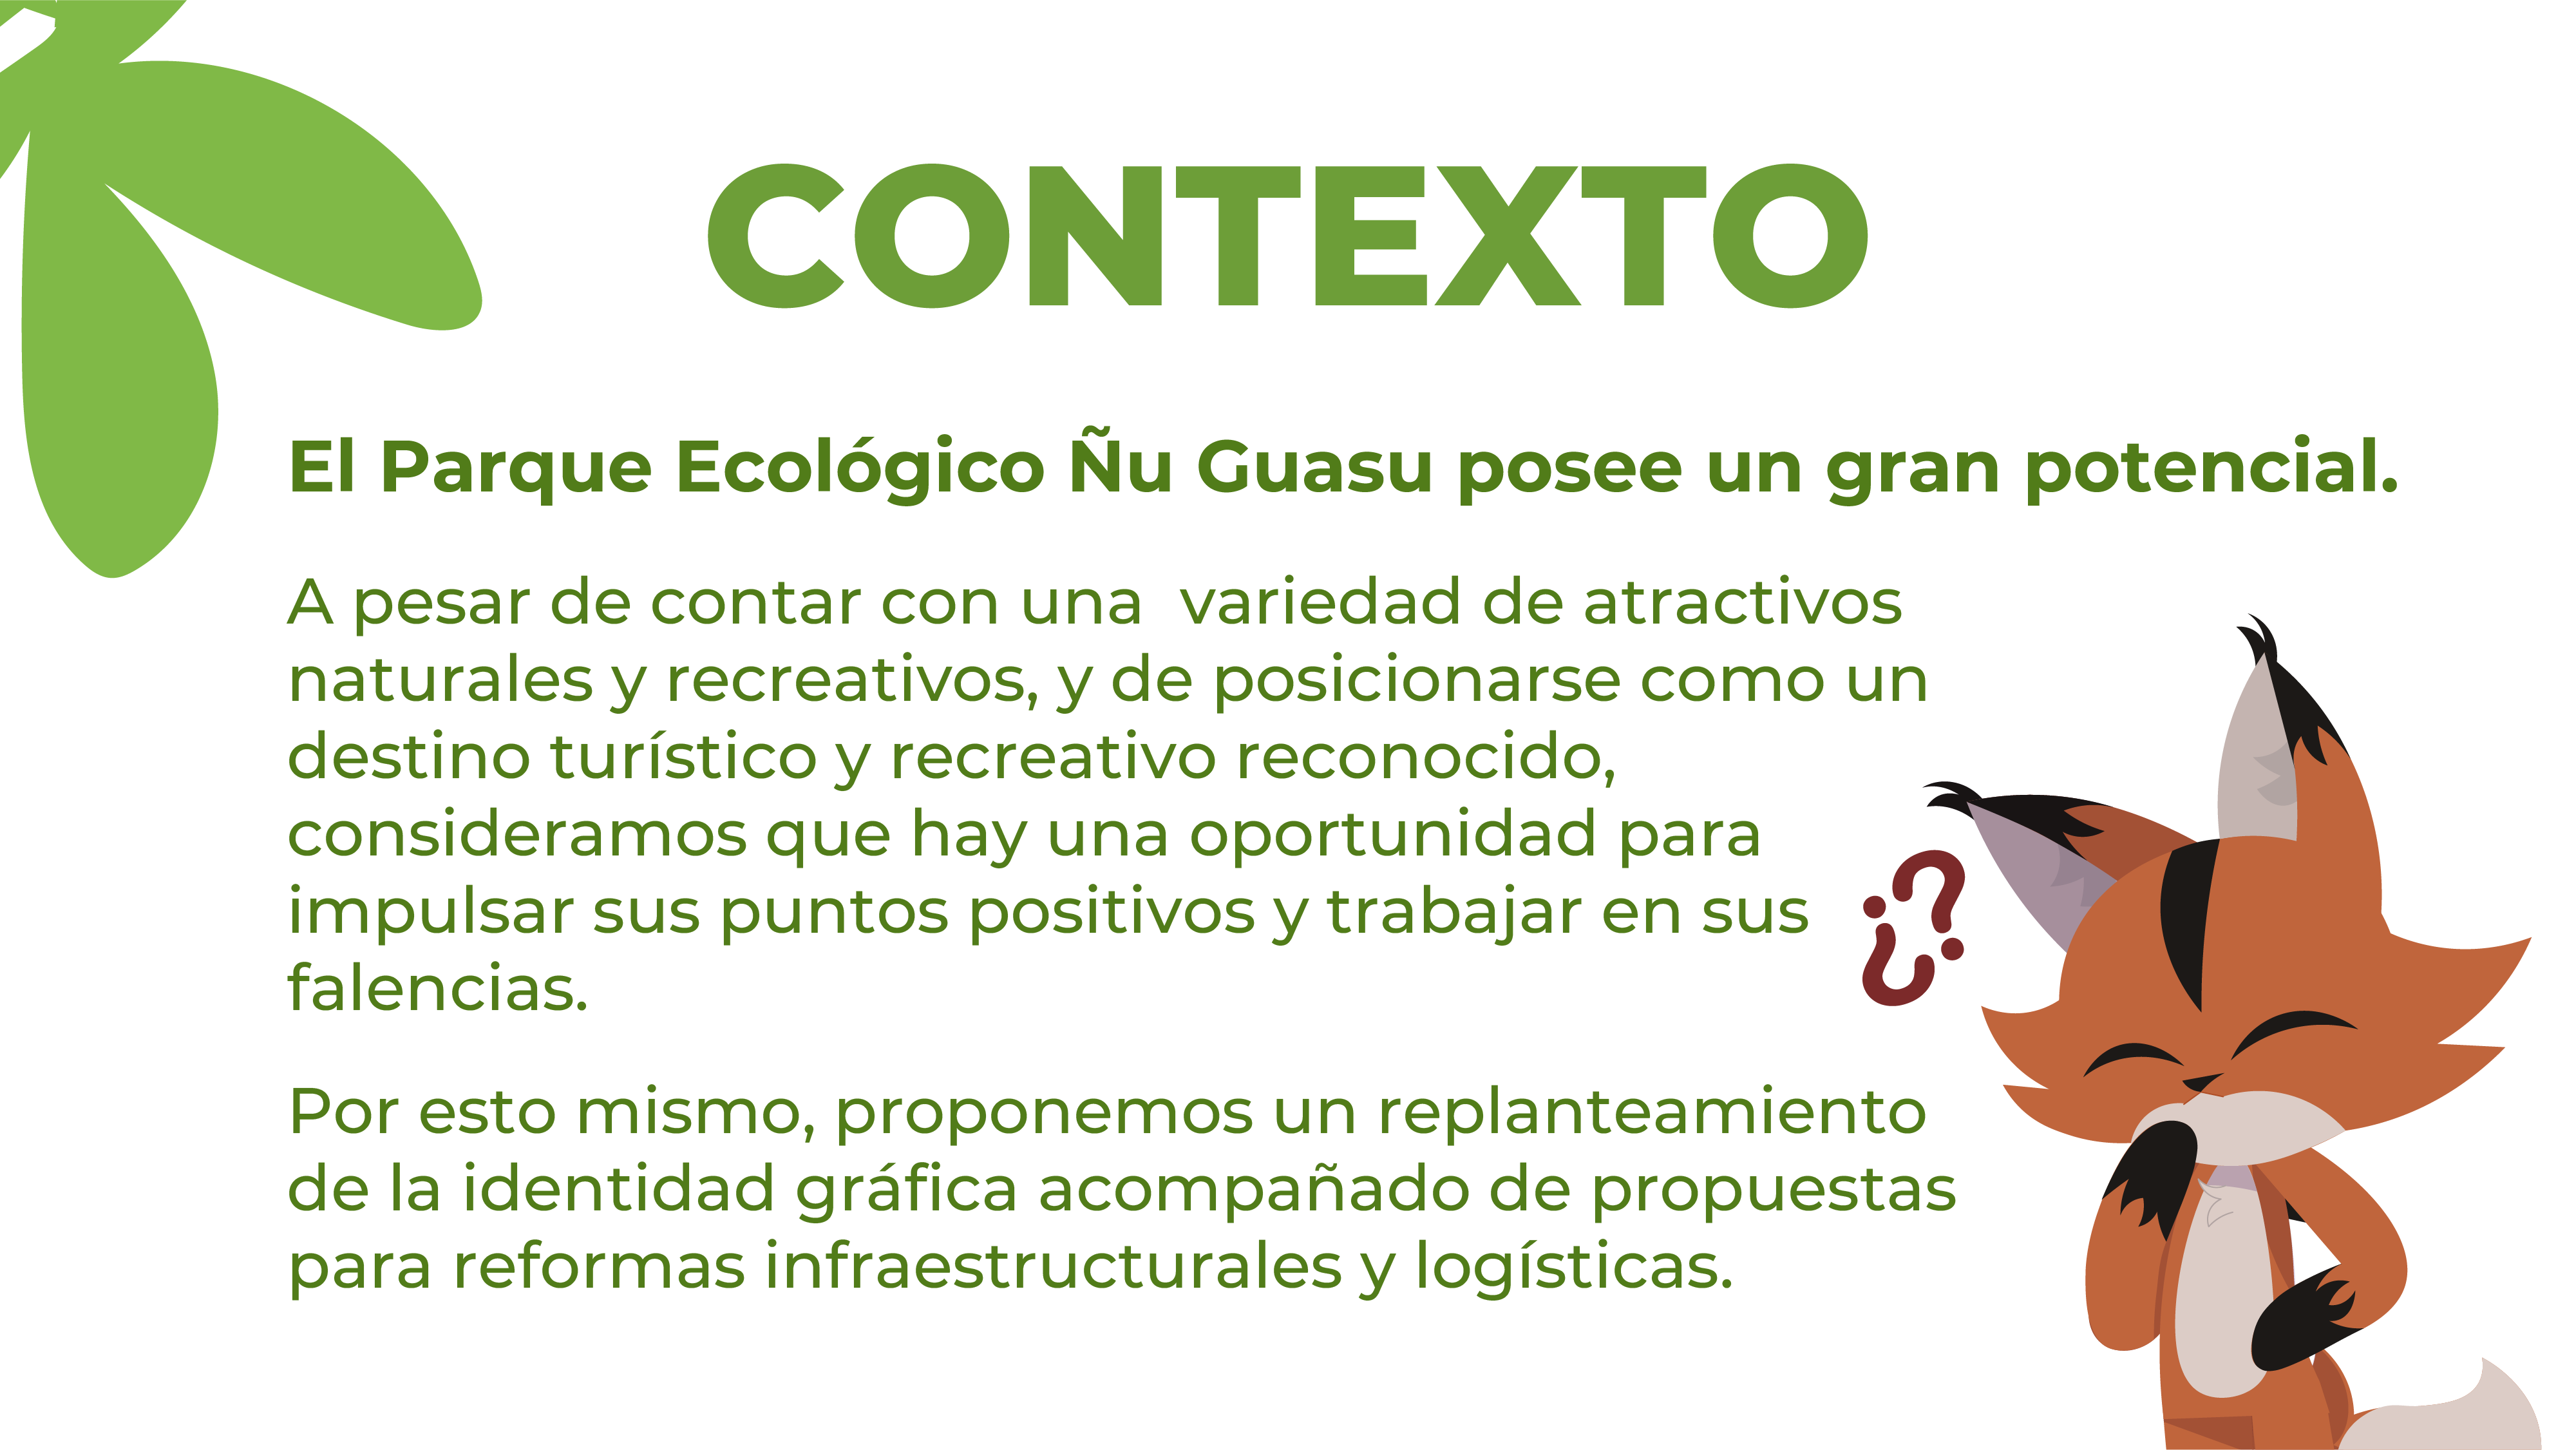 CONTEXTO
El Parque Ecológico Ñu Guasu posee un gran potencial.
A pesar de contar con una  variedad de atractivos
naturales y recreativos, y de posicionarse como un
destino turístico y recreativo reconocido,
consideramos que hay una oportunidad para
impulsar sus puntos positivos y trabajar en sus
falencias.
¿?
Por esto mismo, proponemos un replanteamiento
de la identidad gráfica acompañado de propuestas
para reformas infraestructurales y logísticas.